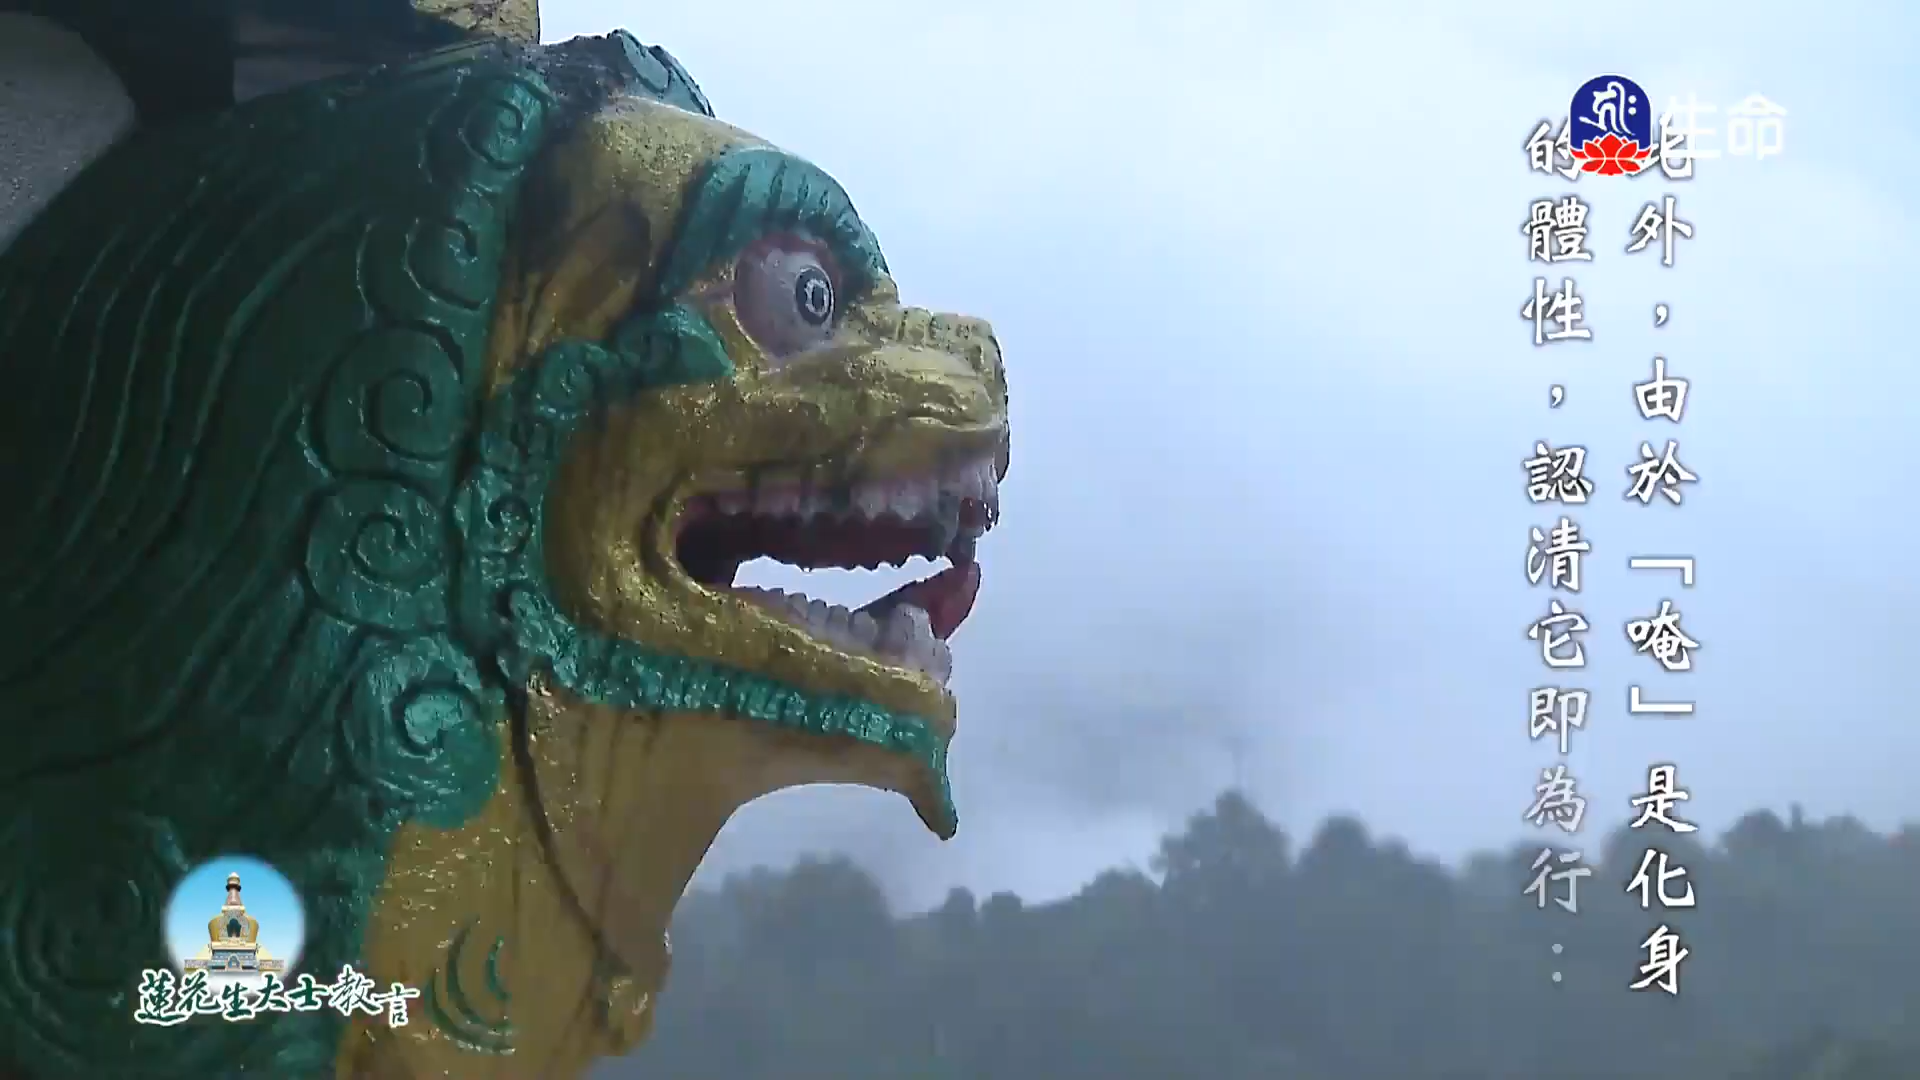 生命
此外，由於「唵」是化身
的體性，認清它即為行：
蓮花生大士教言